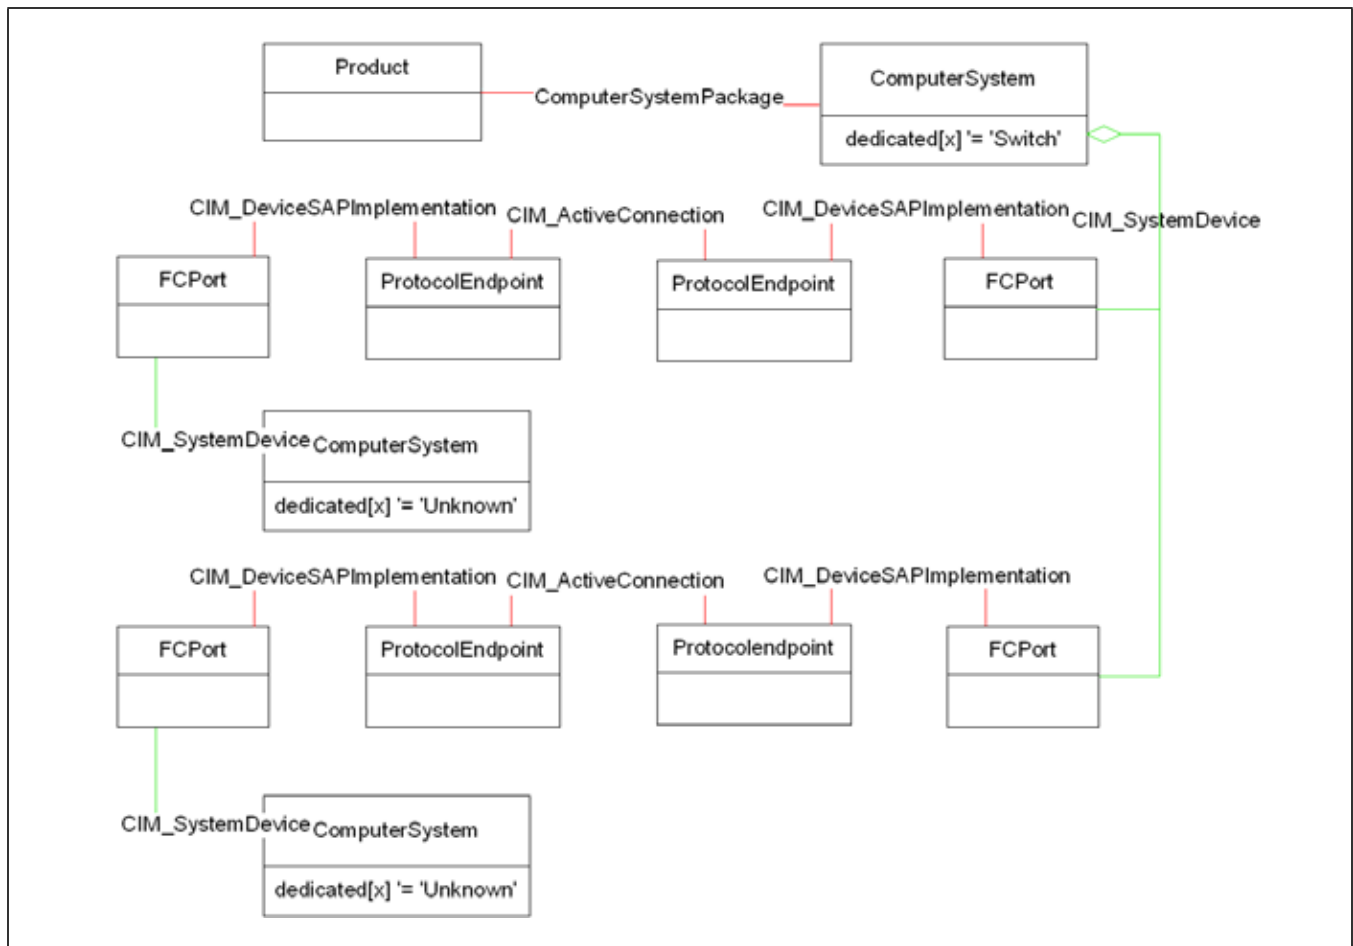 Product
ComputerSystemPackage
ComputerSystem
dedicated[x] '= 'Switch'
CIM_DeviceSAPImplementation
CIM_ActiveConnection
CIM_DeviceSAPImplementation
CIM_SystemDevice
FCPort
ProtocolEndpoint
ProtocolEndpoint
FCPort
CIM_SystemDevice
ComputerSystem
dedicated[x] '= 'Unknown'
CIM_DeviceSAPImplementation
CIM_ActiveConnection
CIM_DeviceSAPImplementation
FCPort
ProtocolEndpoint
Protocolendpoint
FCPort
CIM_SystemDevice
ComputerSystem
dedicated[x] '= 'Unknown'